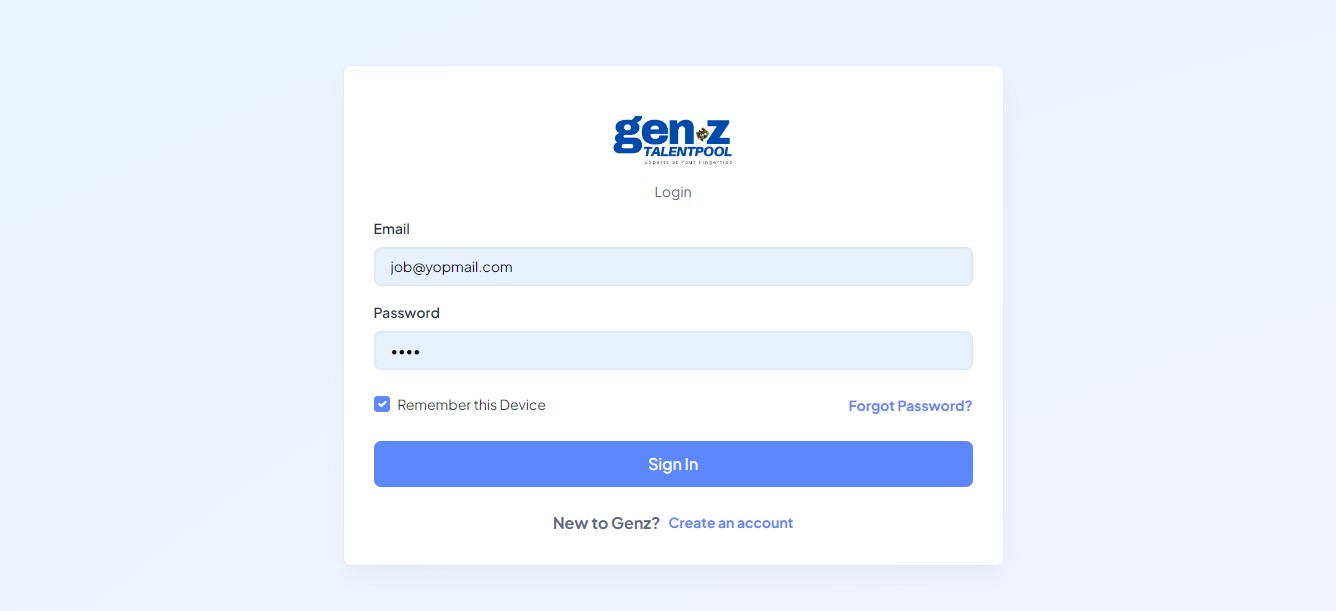 gen z
TALENTPOOL
Experts at Your Fingertips
Login
Email
job@yopmail.com
Password
••••
Remember this Device
Forgot Password?
Sign In
New to Genz? Create an account